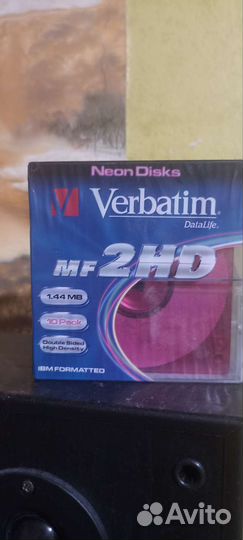 Neon Disks
Verbatim
DataLife.
MF 2HD
1.44 MB
10 Pack
Double Sided
High Density
IBM FORMATTED
Avito